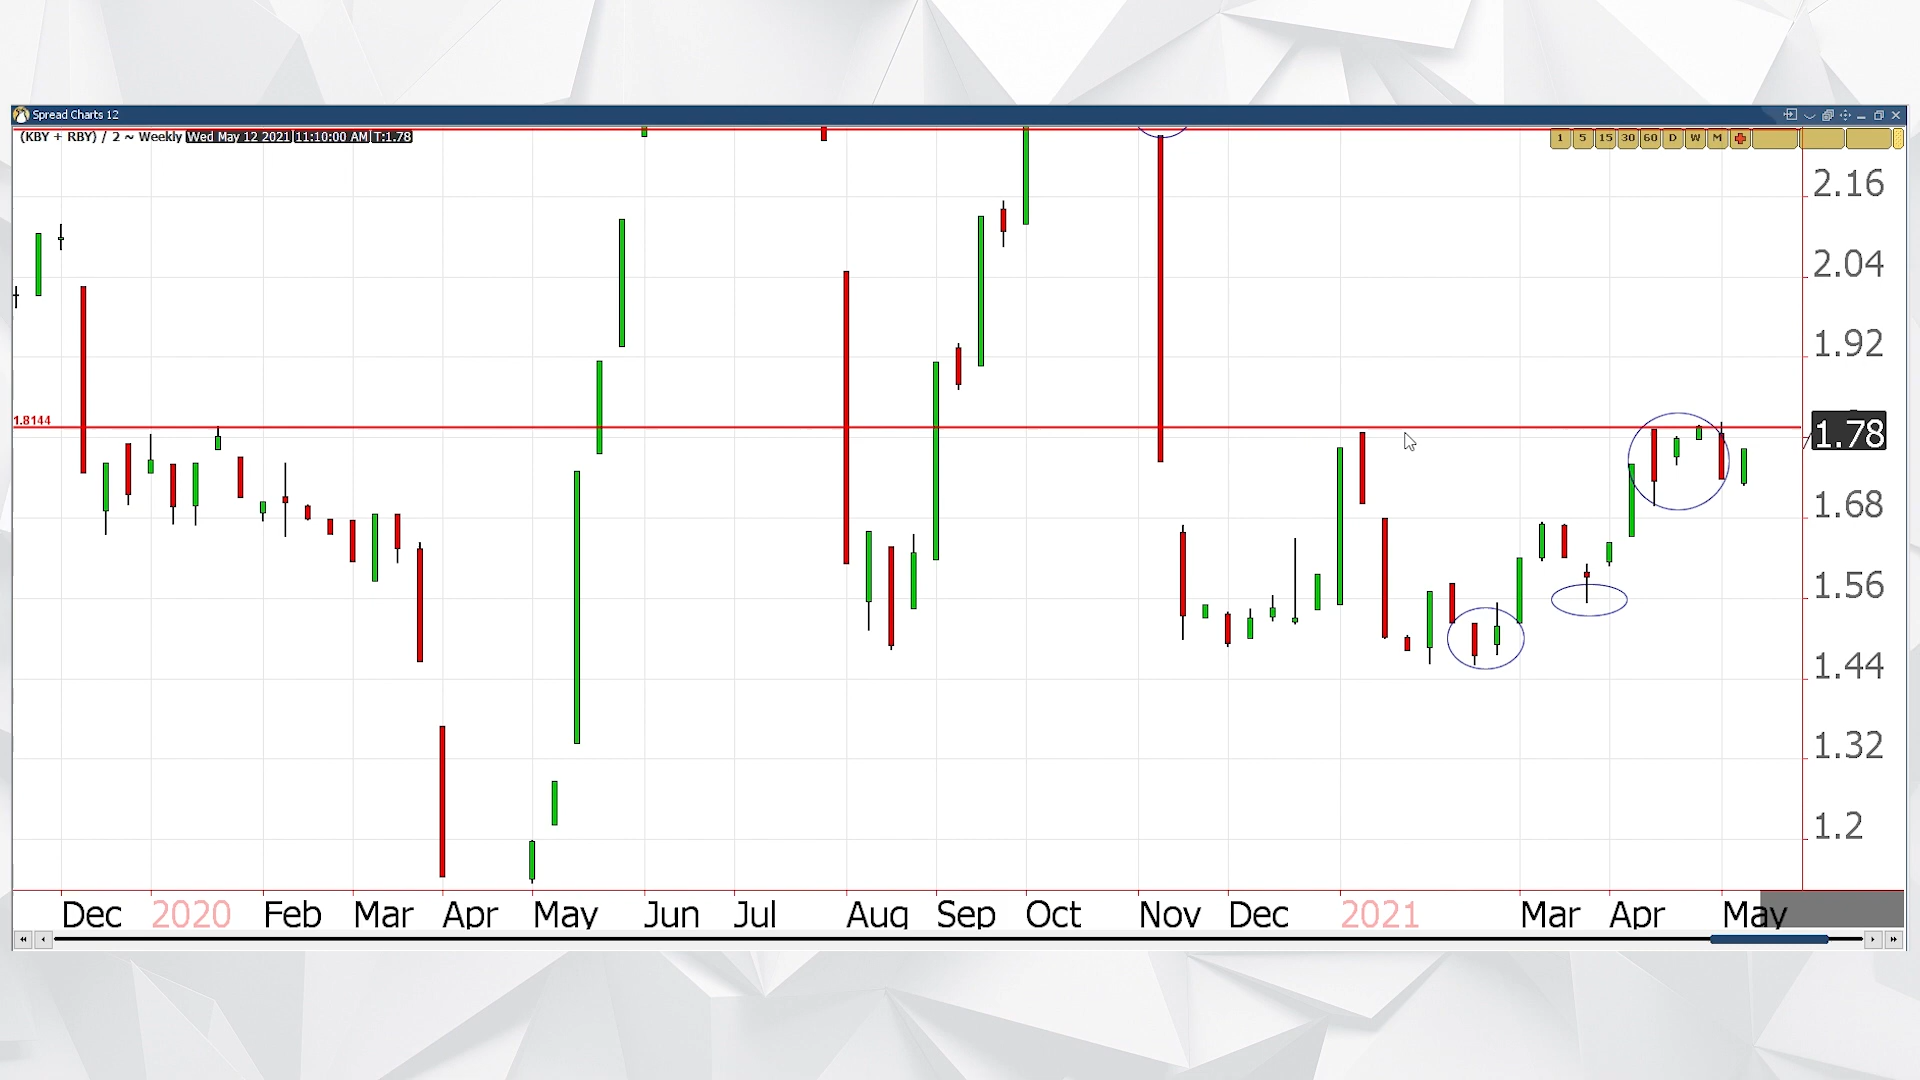 Spread Charts 12
(KBY + RBY) / 2 ~ Weekly Wed May 12 2021 11:10:00 AM T:1.78
1 5 15 30 60 D W M
2.16
2.04
1.92
1.8144
1.78
1.68
1.56
1.44
1.32
1.2
Dec 2020 Feb Mar Apr May Jun Jul Aug Sep Oct Nov Dec 2021 Mar Apr May